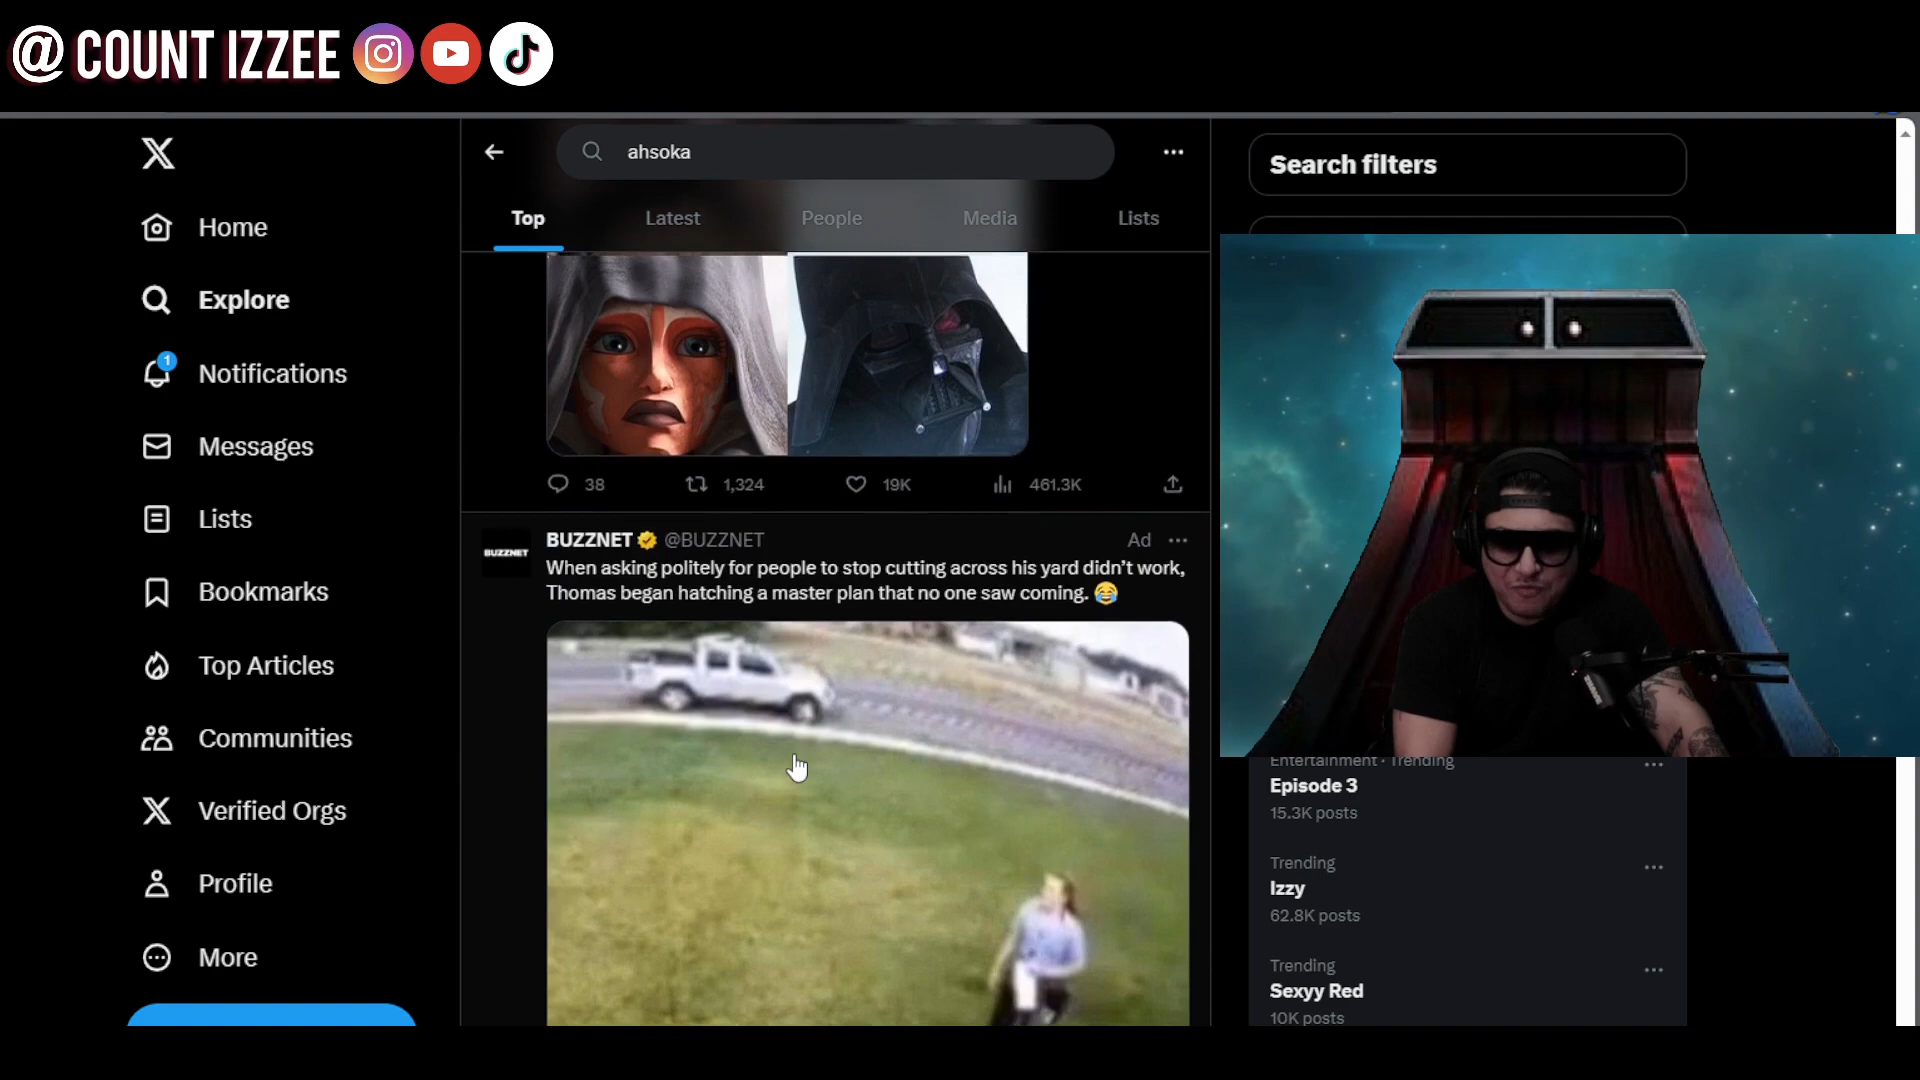 @ COUNT IZZEE
ahsoka
Search filters
Top
Latest
People
Media
Lists
Home
Explore
1
Notifications
Messages
Lists
Bookmarks
Top Articles
Communities
Verified Orgs
Profile
More
38
1,324
19K
461.3K
BUZZNET
BUZZNET @BUZZNET
Ad
When asking politely for people to stop cutting across his yard didn’t work,
Thomas began hatching a master plan that no one saw coming. 😂
Entertainment · Trending
Episode 3
15.3K posts
Trending
Izzy
62.8K posts
Trending
Sexyy Red
10K posts